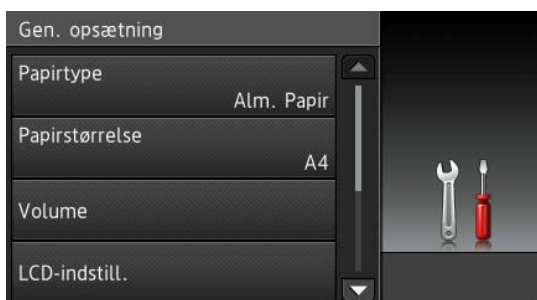 Gen. opsætning
Papirtype
Alm. Papir
Papirstørrelse
A4
Volume
LCD-indstill.